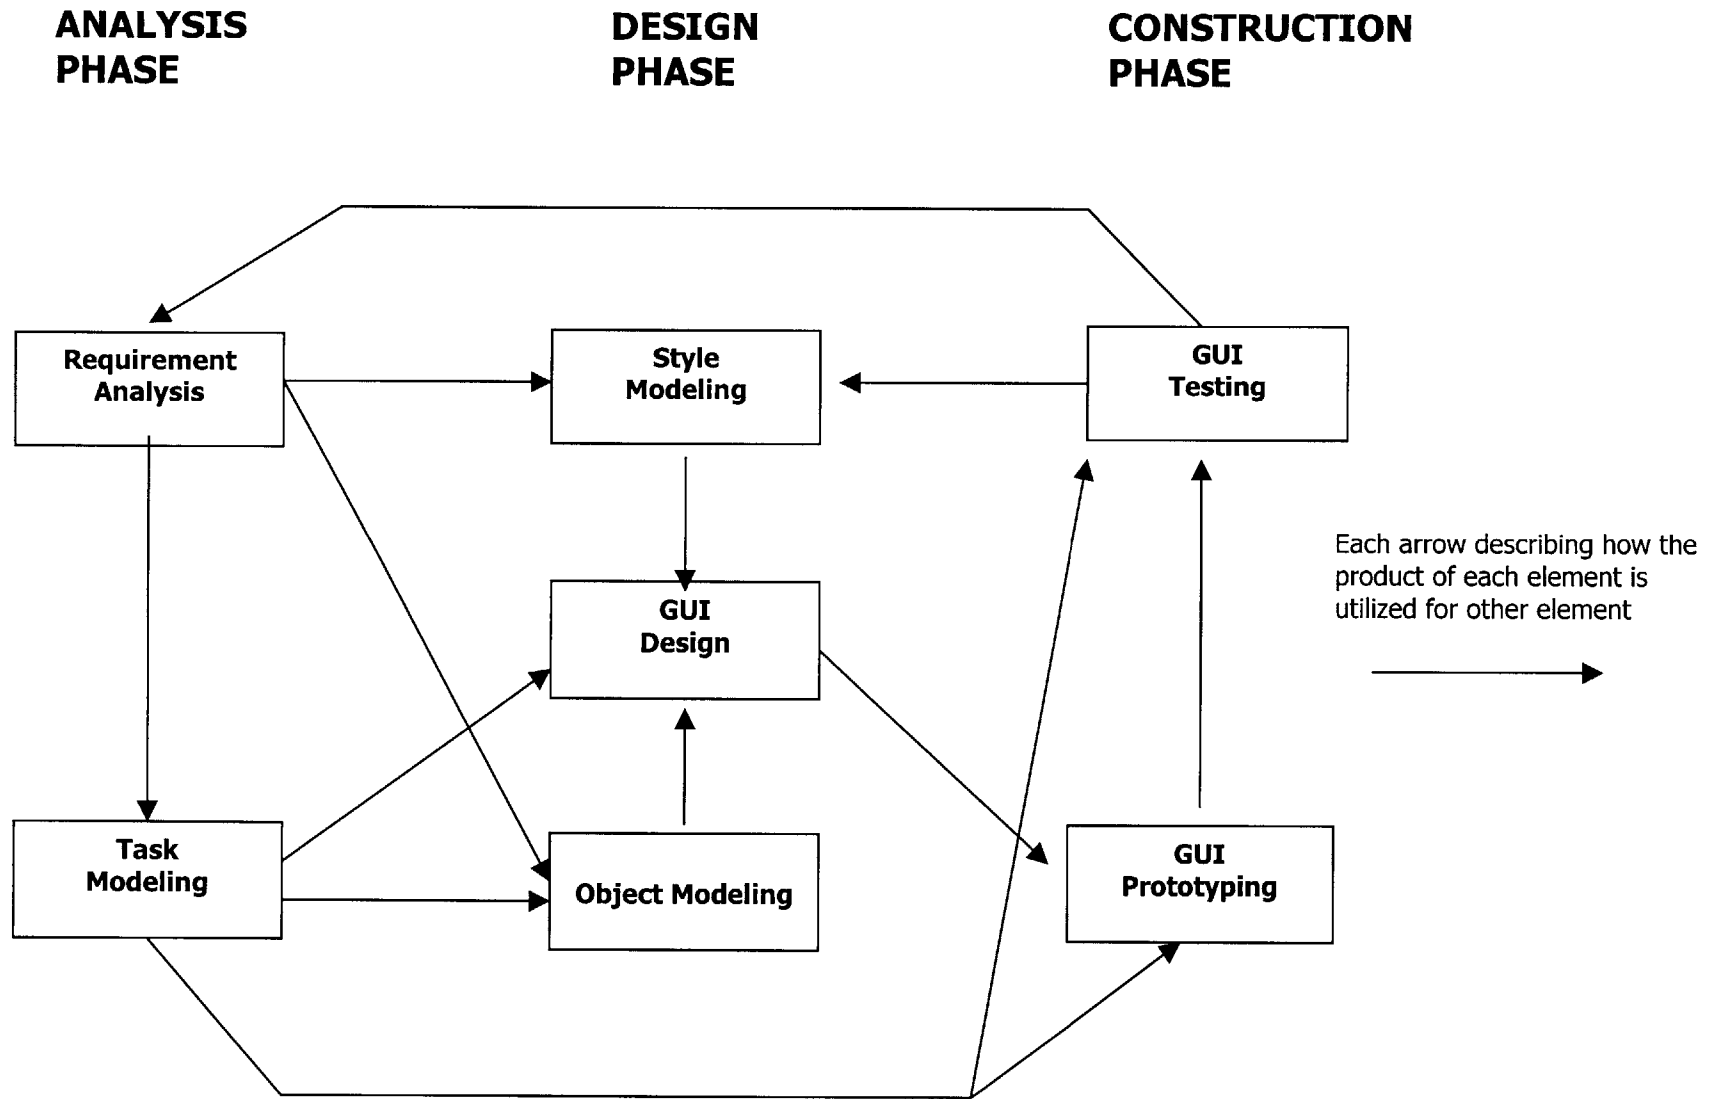 ANALYSIS
PHASE
DESIGN
PHASE
CONSTRUCTION
PHASE
Requirement
Analysis
Style
Modeling
GUI
Testing
Each arrow describing how the
product of each element is
utilized for other element
GUI
Design
Task
Modeling
Object Modeling
GUI
Prototyping